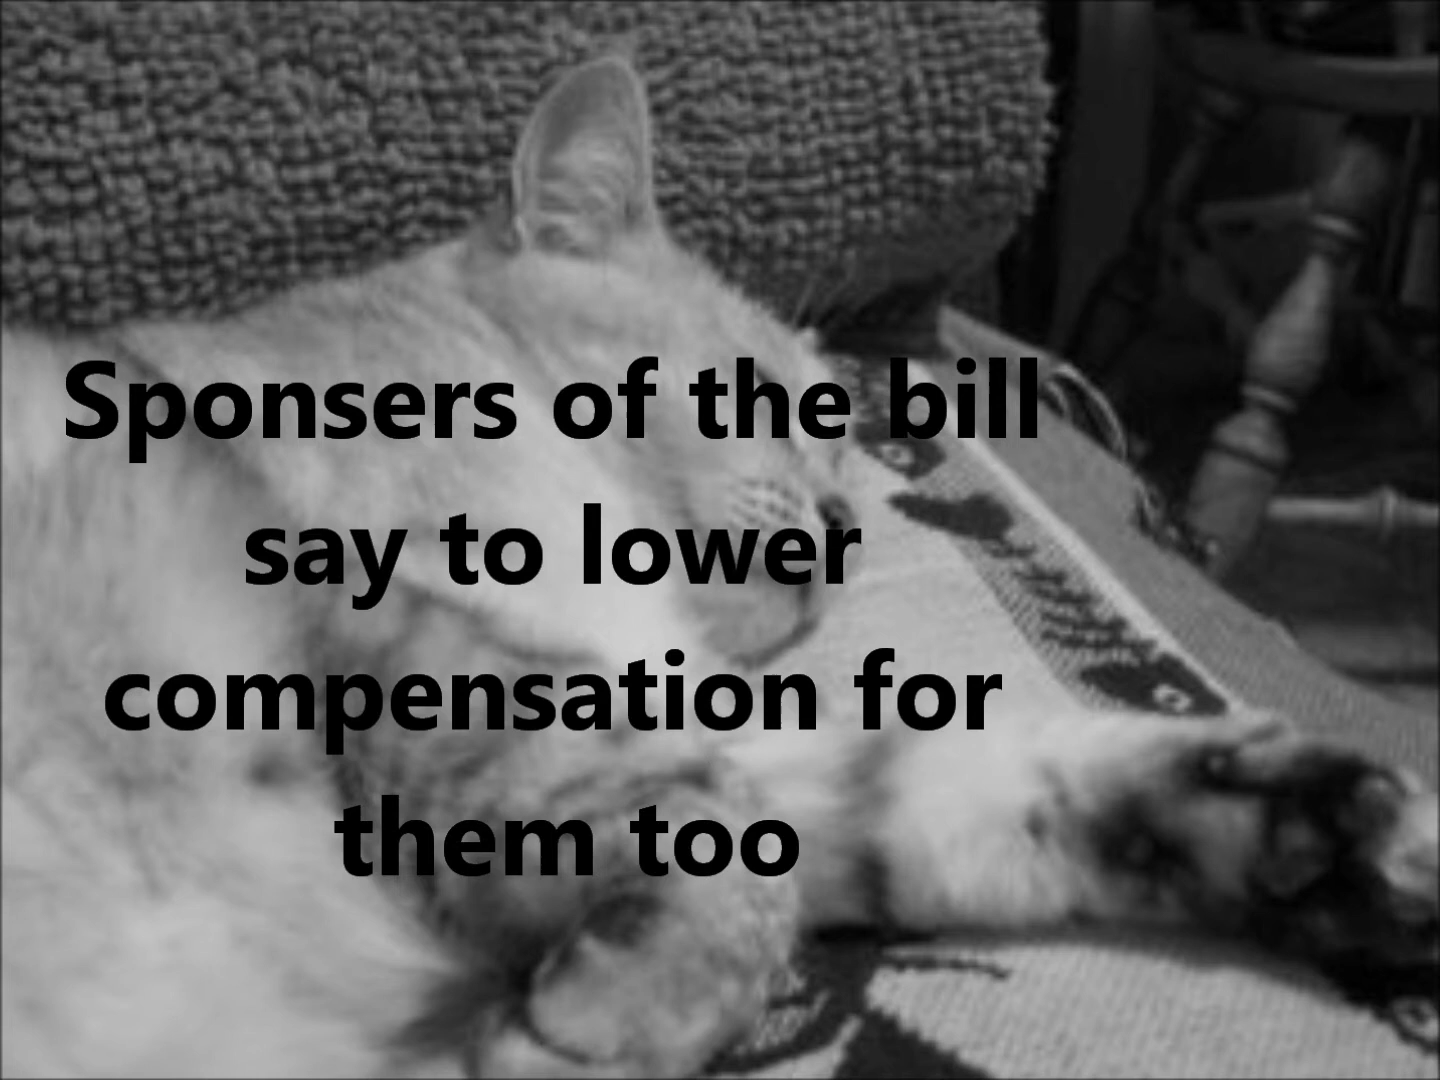 Sponsers of the bill
say to lower
compensation for
them too